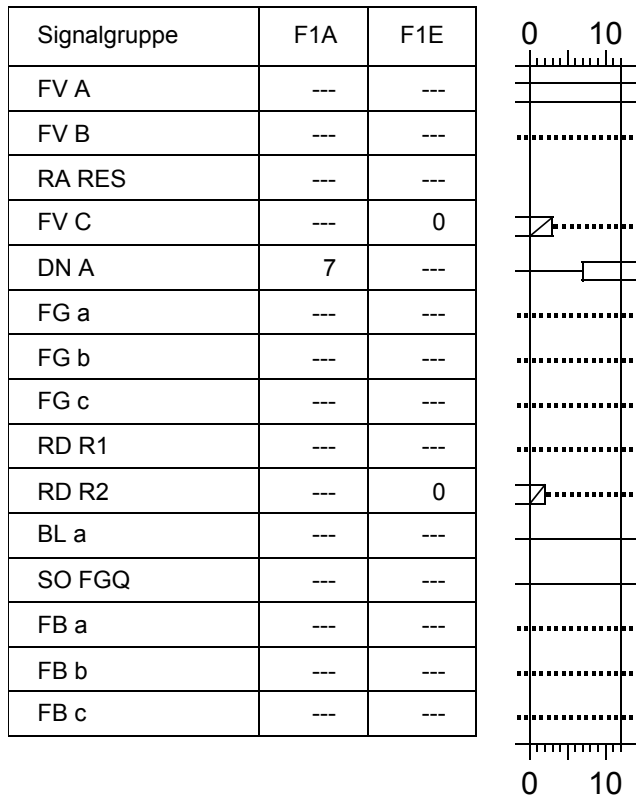 Signalgruppe F1A F1E 0 10
FV A --- ---
FV B --- ---
RA RES --- ---
FV C --- 0
DN A 7 ---
FG a --- ---
FG b --- ---
FG c --- ---
RD R1 --- ---
RD R2 --- 0
BL a --- ---
SO FGQ --- ---
FB a --- ---
FB b --- ---
FB c --- ---
0 10